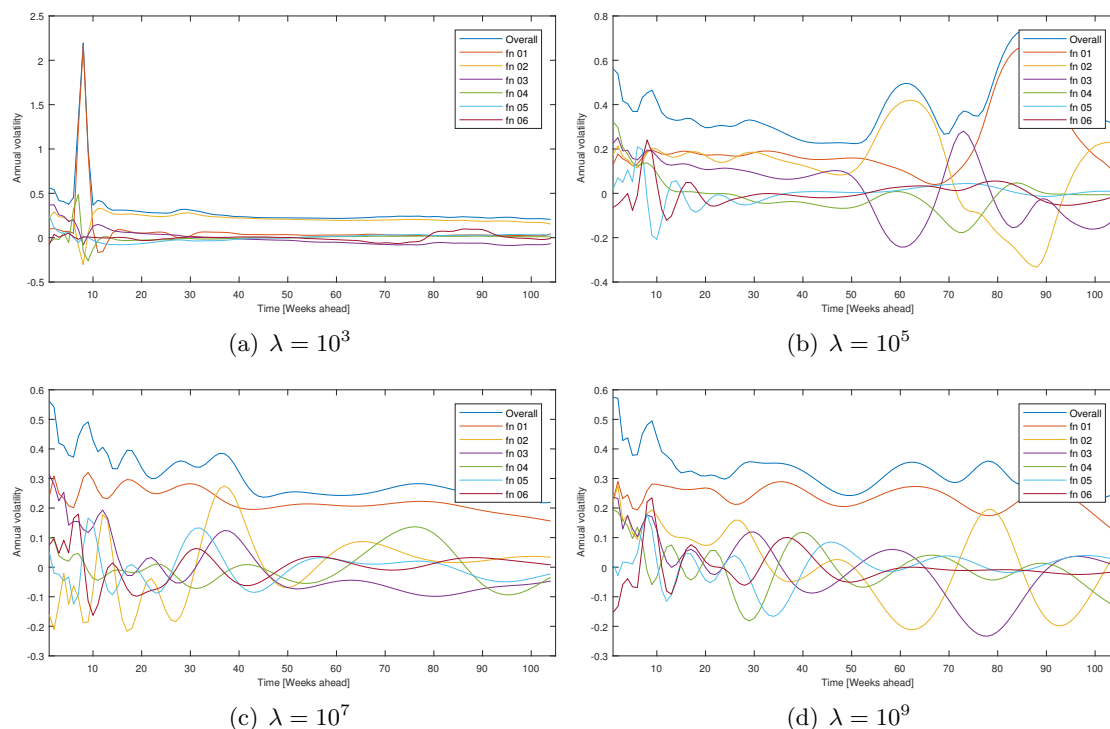 2.5
2
1.5
1
0.5
0
-0.5
Annual volatility
10 20 30 40 50 60 70 80 90 100
Time [Weeks ahead]
Overall
fn 01
fn 02
fn 03
fn 04
fn 05
fn 06
(a) λ = 10³
0.8
0.6
0.4
0.2
0
-0.2
-0.4
Annual volatility
10 20 30 40 50 60 70 80 90 100
Time [Weeks ahead]
Overall
fn 01
fn 02
fn 03
fn 04
fn 05
fn 06
(b) λ = 10⁵
0.6
0.5
0.4
0.3
0.2
0.1
0
-0.1
-0.2
-0.3
Annual volatility
10 20 30 40 50 60 70 80 90 100
Time [Weeks ahead]
Overall
fn 01
fn 02
fn 03
fn 04
fn 05
fn 06
(c) λ = 10⁷
0.6
0.5
0.4
0.3
0.2
0.1
0
-0.1
-0.2
-0.3
Annual volatility
10 20 30 40 50 60 70 80 90 100
Time [Weeks ahead]
Overall
fn 01
fn 02
fn 03
fn 04
fn 05
fn 06
(d) λ = 10⁹